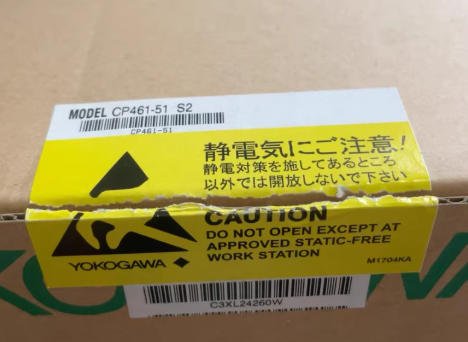 MODEL CP461-51 S2
CP461-51
静電気にご注意!
静電対策を施してあるところ
以外では開放しないで下さい
CAUTION
DO NOT OPEN EXCEPT AT
APPROVED STATIC-FREE
WORK STATION
YOKOGAWA
M1704KA
C3XL24260W